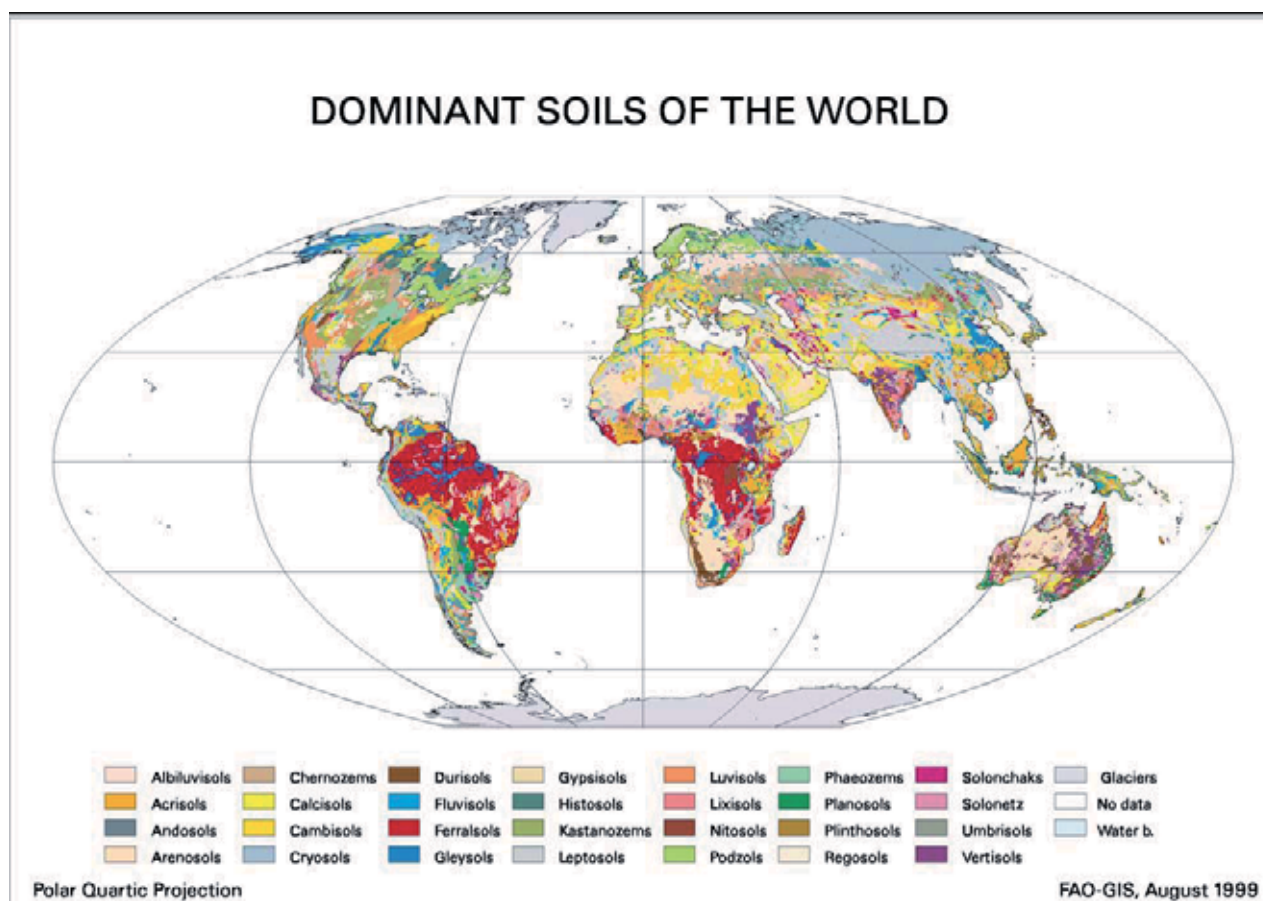 DOMINANT SOILS OF THE WORLD
Albiluvisols Chernozems Durisols Gypsisols Luvisols Phaeozems Solonchaks Glaciers
Acrisols Calcisols Fluvisols Histosols Lixisols Planosols Solonetz No data
Andosols Cambisols Ferralsols Kastanozems Nitosols Plinthosols Umbrisols Water b.
Arenosols Cryosols Gleysols Leptosols Podzols Regosols Vertisols
Polar Quartic Projection FAO-GIS, August 1999